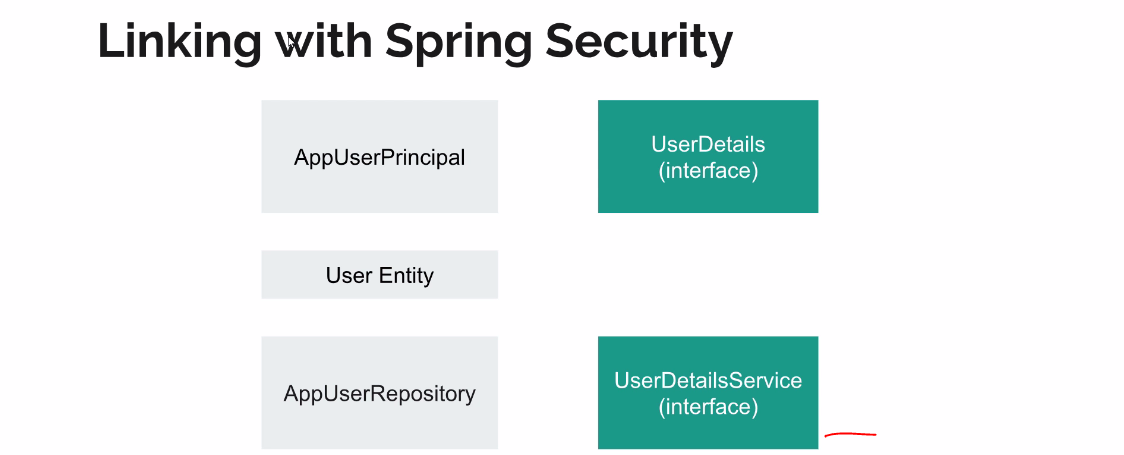 Linking with Spring Security
AppUserPrincipal
UserDetails
(interface)
User Entity
AppUserRepository
UserDetailsService
(interface)